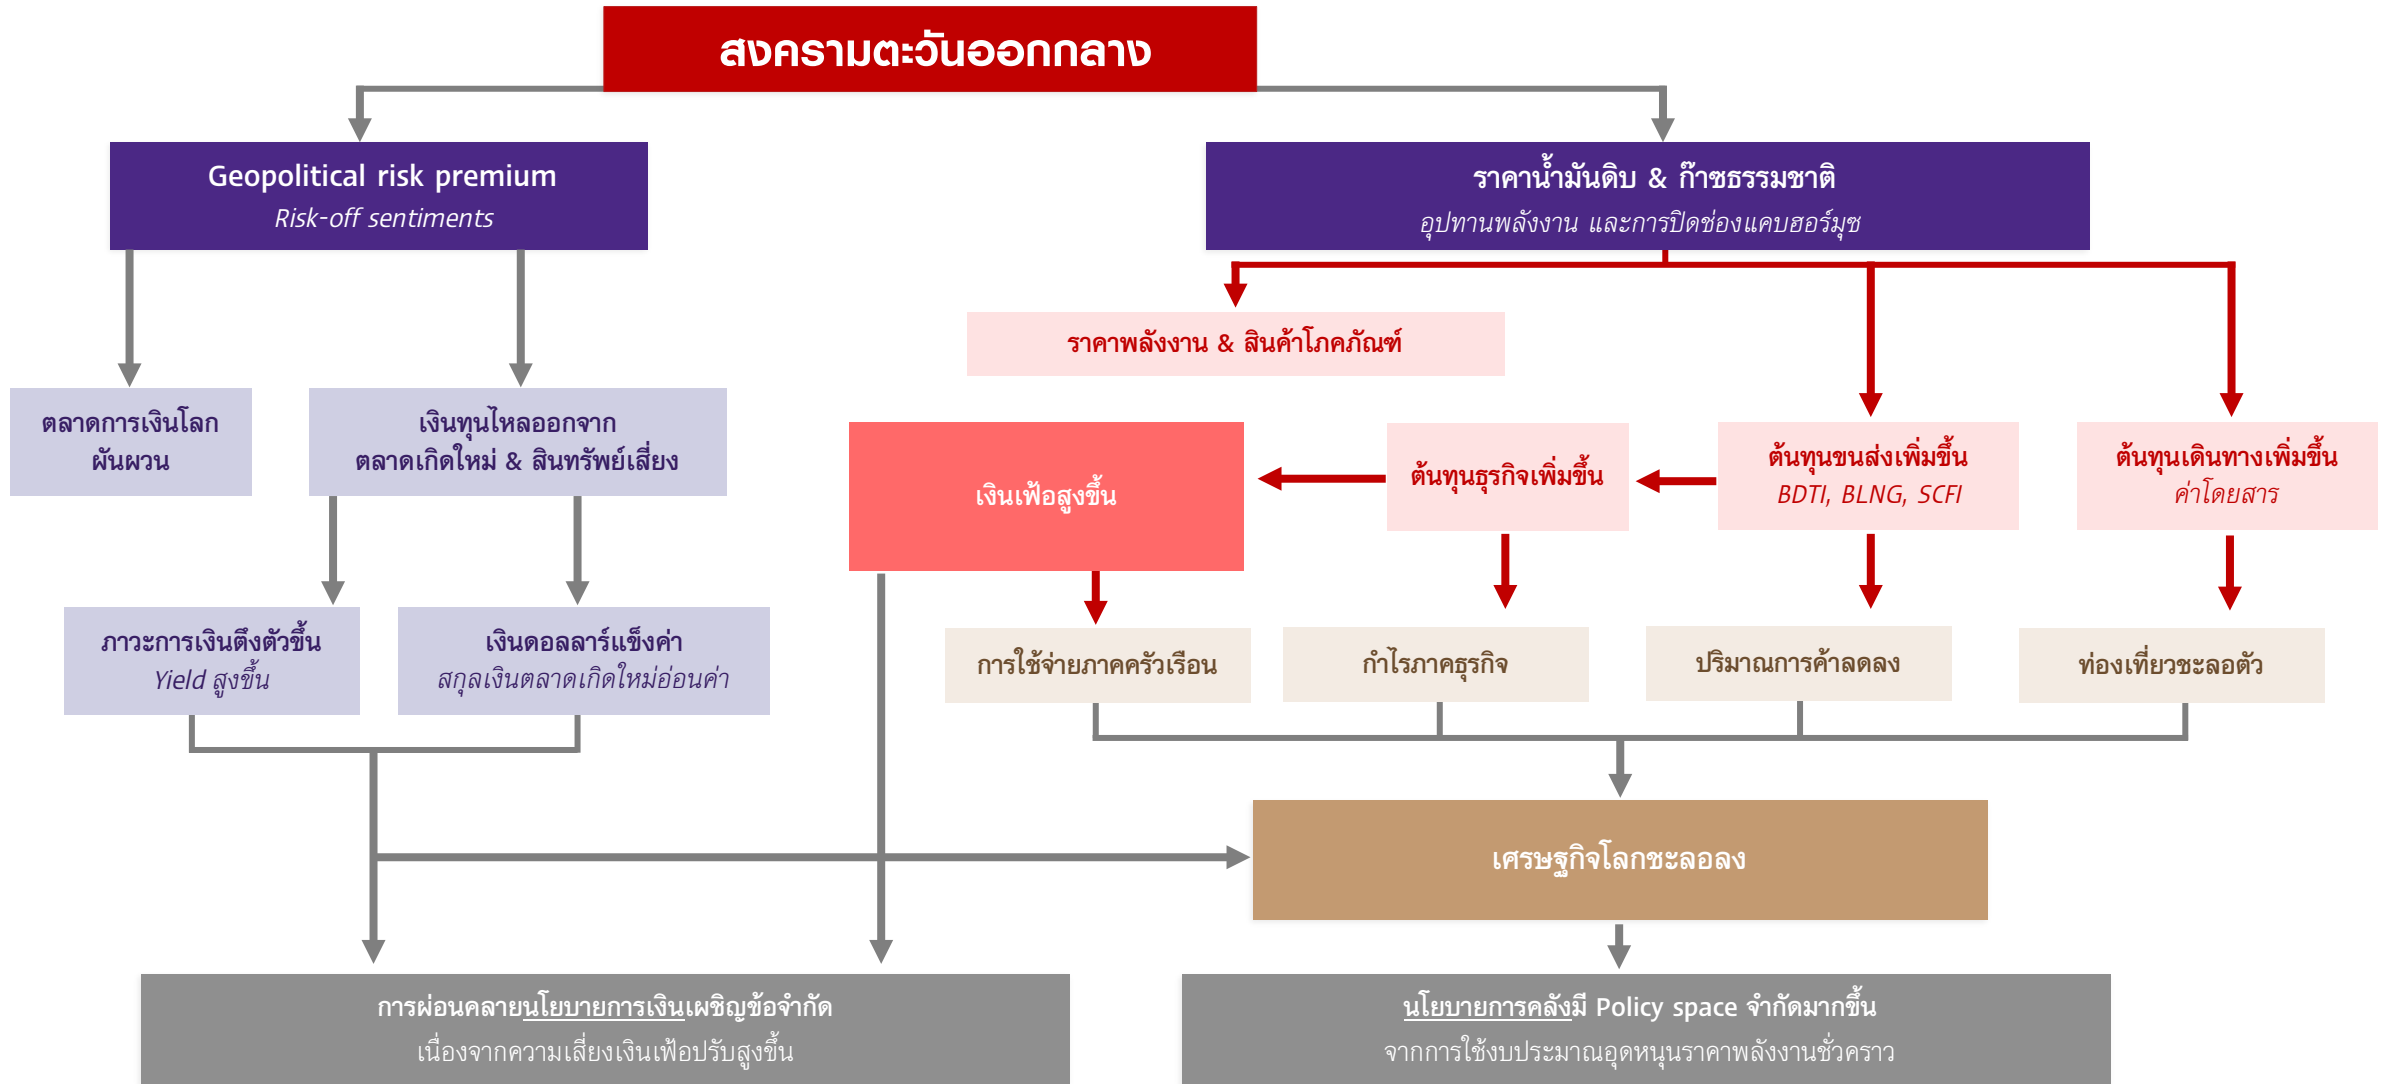 สงครามตะวันออกกลาง
Geopolitical risk premium
Risk-off sentiments
ราคาน้ำมันดิบ & ก๊าซธรรมชาติ
อุปทานพลังงาน และการปิดช่องแคบฮอร์มุซ
ราคาพลังงาน & สินค้าโภคภัณฑ์
ตลาดการเงินโลก
ผันผวน
เงินทุนไหลออกจาก
ตลาดเกิดใหม่ & สินทรัพย์เสี่ยง
เงินเฟ้อสูงขึ้น
ต้นทุนธุรกิจเพิ่มขึ้น
ต้นทุนขนส่งเพิ่มขึ้น
BDTI, BLNG, SCFI
ต้นทุนเดินทางเพิ่มขึ้น
ค่าโดยสาร
ภาวะการเงินตึงตัวขึ้น
Yield สูงขึ้น
เงินดอลลาร์แข็งค่า
สกุลเงินตลาดเกิดใหม่อ่อนค่า
การใช้จ่ายภาคครัวเรือน
กำไรภาคธุรกิจ
ปริมาณการค้าลดลง
ท่องเที่ยวชะลอตัว
เศรษฐกิจโลกชะลอลง
การผ่อนคลายนโยบายการเงินเผชิญข้อจำกัด
เนื่องจากความเสี่ยงเงินเฟ้อปรับสูงขึ้น
นโยบายการคลังมี Policy space จำกัดมากขึ้น
จากการใช้งบประมาณอุดหนุนราคาพลังงานชั่วคราว